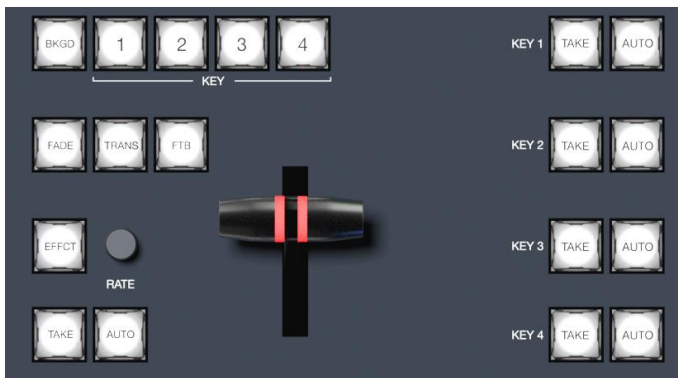 BKGD 1 2 3 4 KEY 1 TAKE AUTO
KEY
FADE TRANS FTB KEY 2 TAKE AUTO
EFFCT KEY 3 TAKE AUTO
RATE
TAKE AUTO KEY 4 TAKE AUTO